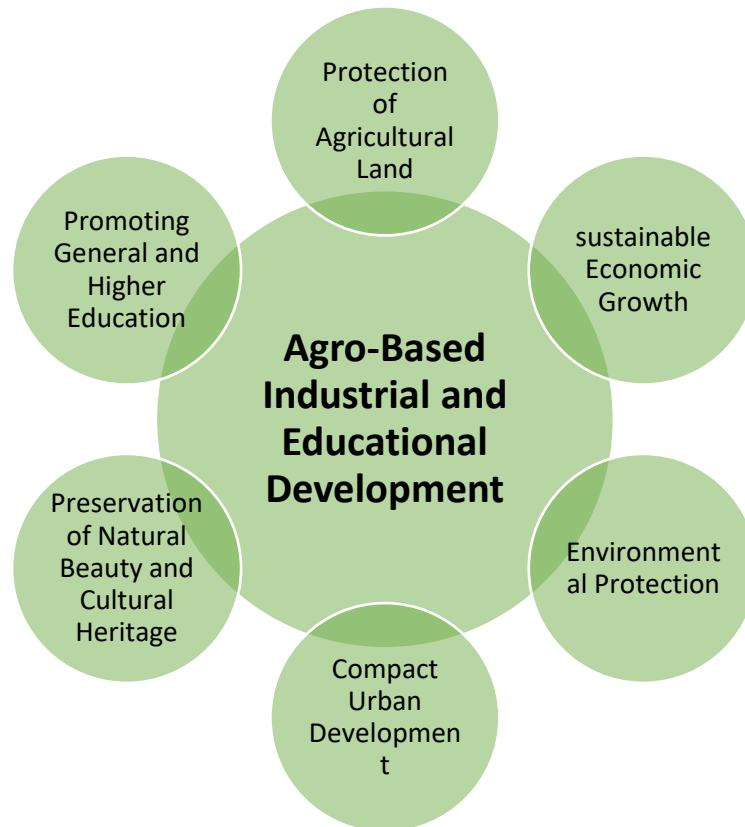 Protection
of
Agricultural
Land
sustainable
Economic
Growth
Environment
al Protection
Compact
Urban
Developmen
t
Preservation
of Natural
Beauty and
Cultural
Heritage
Promoting
General and
Higher
Education
Agro-Based
Industrial and
Educational
Development